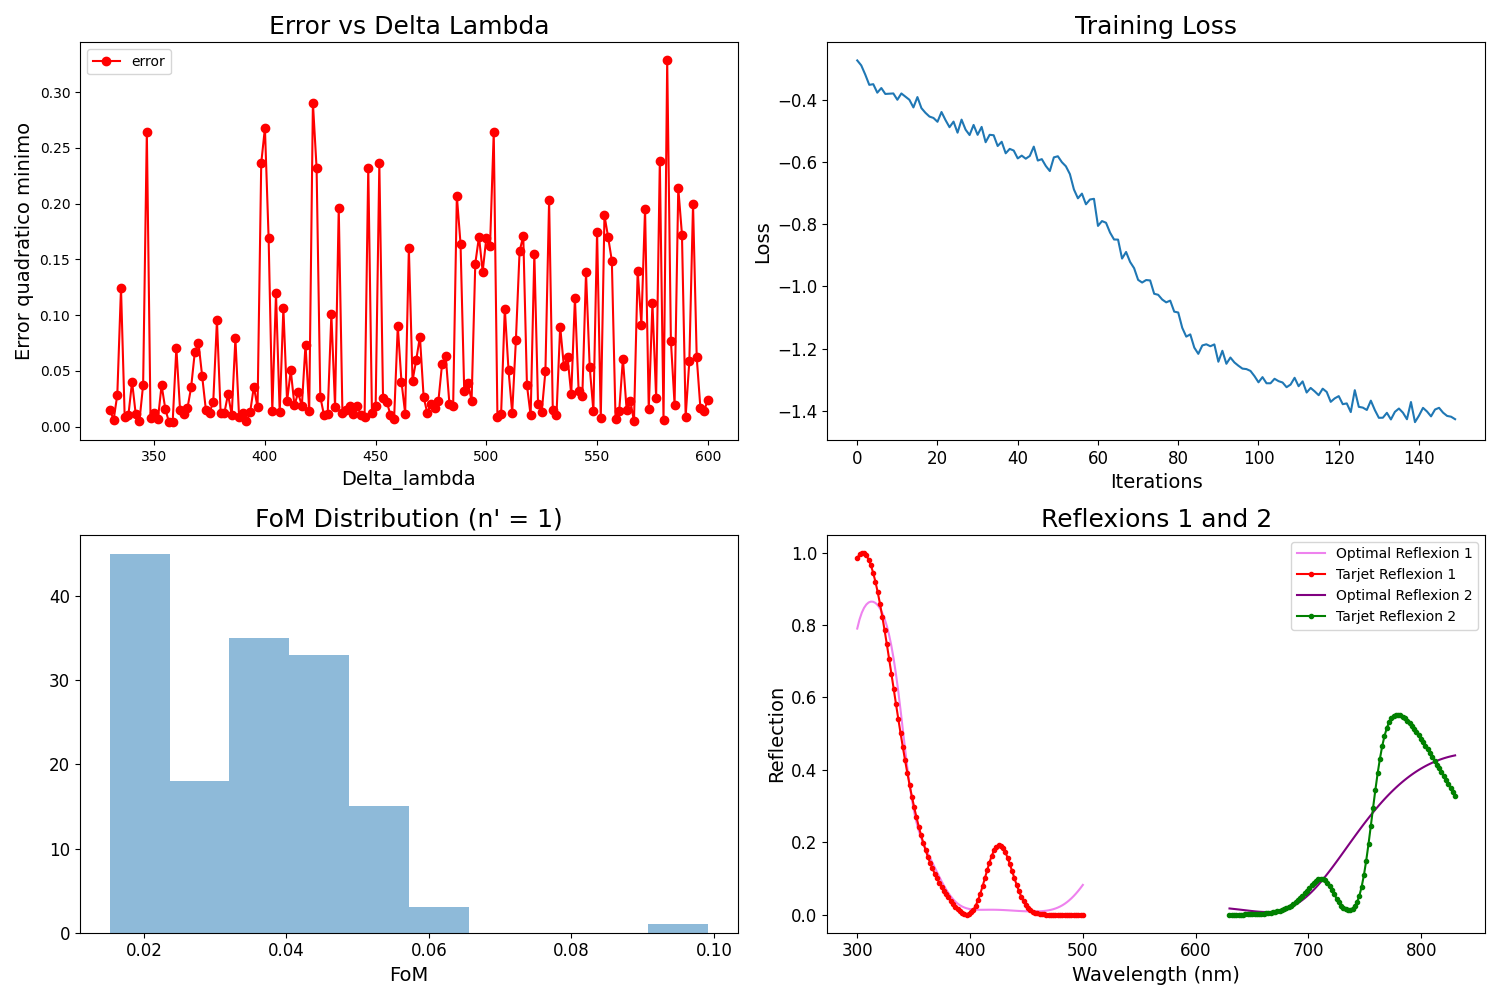 Error vs Delta Lambda
error
Error quadratico minimo
0.30
0.25
0.20
0.15
0.10
0.05
0.00
350 400 450 500 550 600
Delta_lambda
Training Loss
Loss
−0.4
−0.6
−0.8
−1.0
−1.2
−1.4
0 20 40 60 80 100 120 140
Iterations
FoM Distribution (n' = 1)
40
30
20
10
0
0.02 0.04 0.06 0.08 0.10
FoM
Reflexions 1 and 2
Optimal Reflexion 1
Tarjet Reflexion 1
Optimal Reflexion 2
Tarjet Reflexion 2
Reflection
1.0
0.8
0.6
0.4
0.2
0.0
300 400 500 600 700 800
Wavelength (nm)